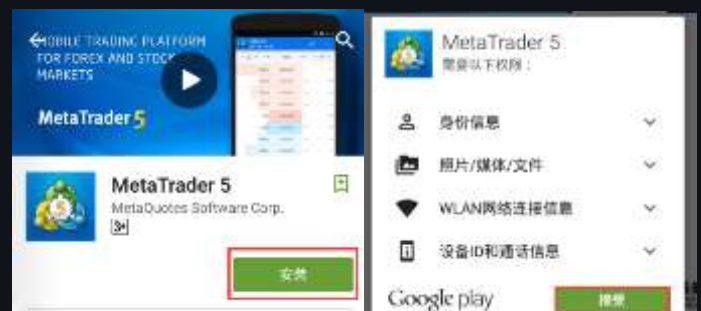 MOBILE TRADING PLATFORM
FOR FOREX AND STOCK
MARKETS
MetaTrader 5
MetaTrader 5
MetaQuotes Software Corp.
3+
安装
MetaTrader 5
需要以下权限：
身份信息
照片/媒体/文件
WLAN网络连接信息
设备ID和通话信息
Google play
接受